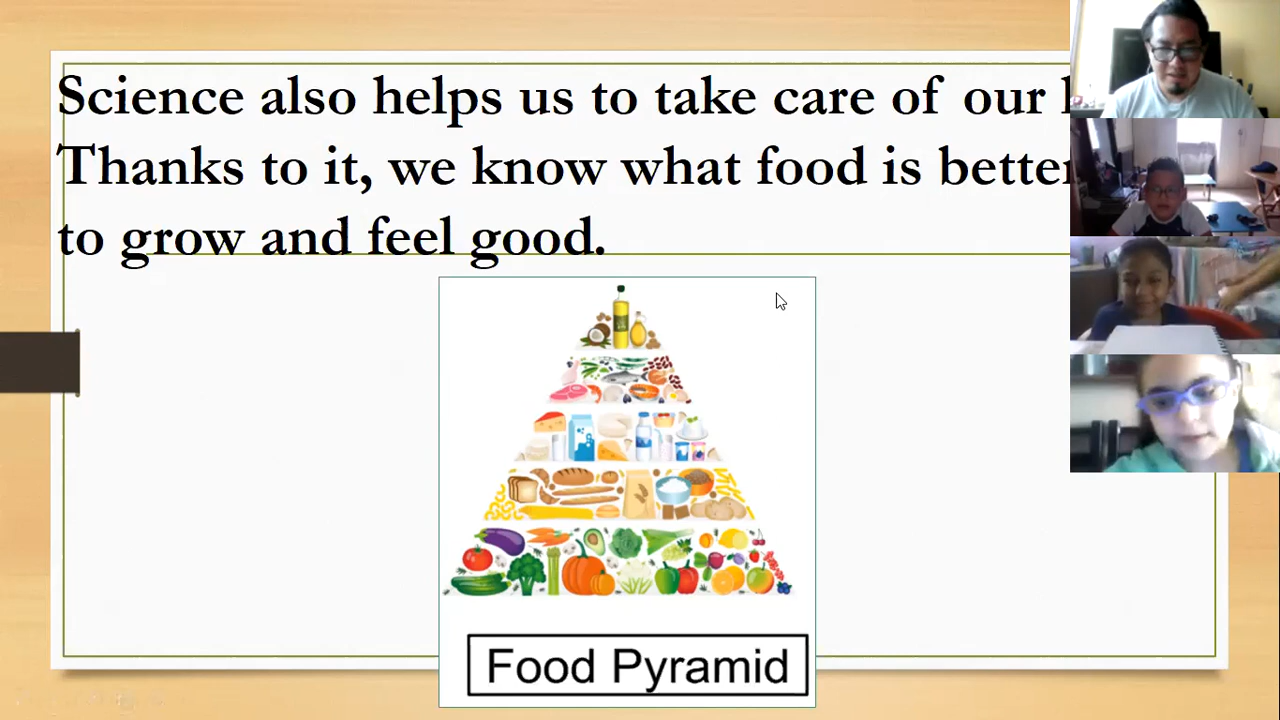 Science also helps us to take care of our
Thanks to it, we know what food is better
to grow and feel good.
Food Pyramid